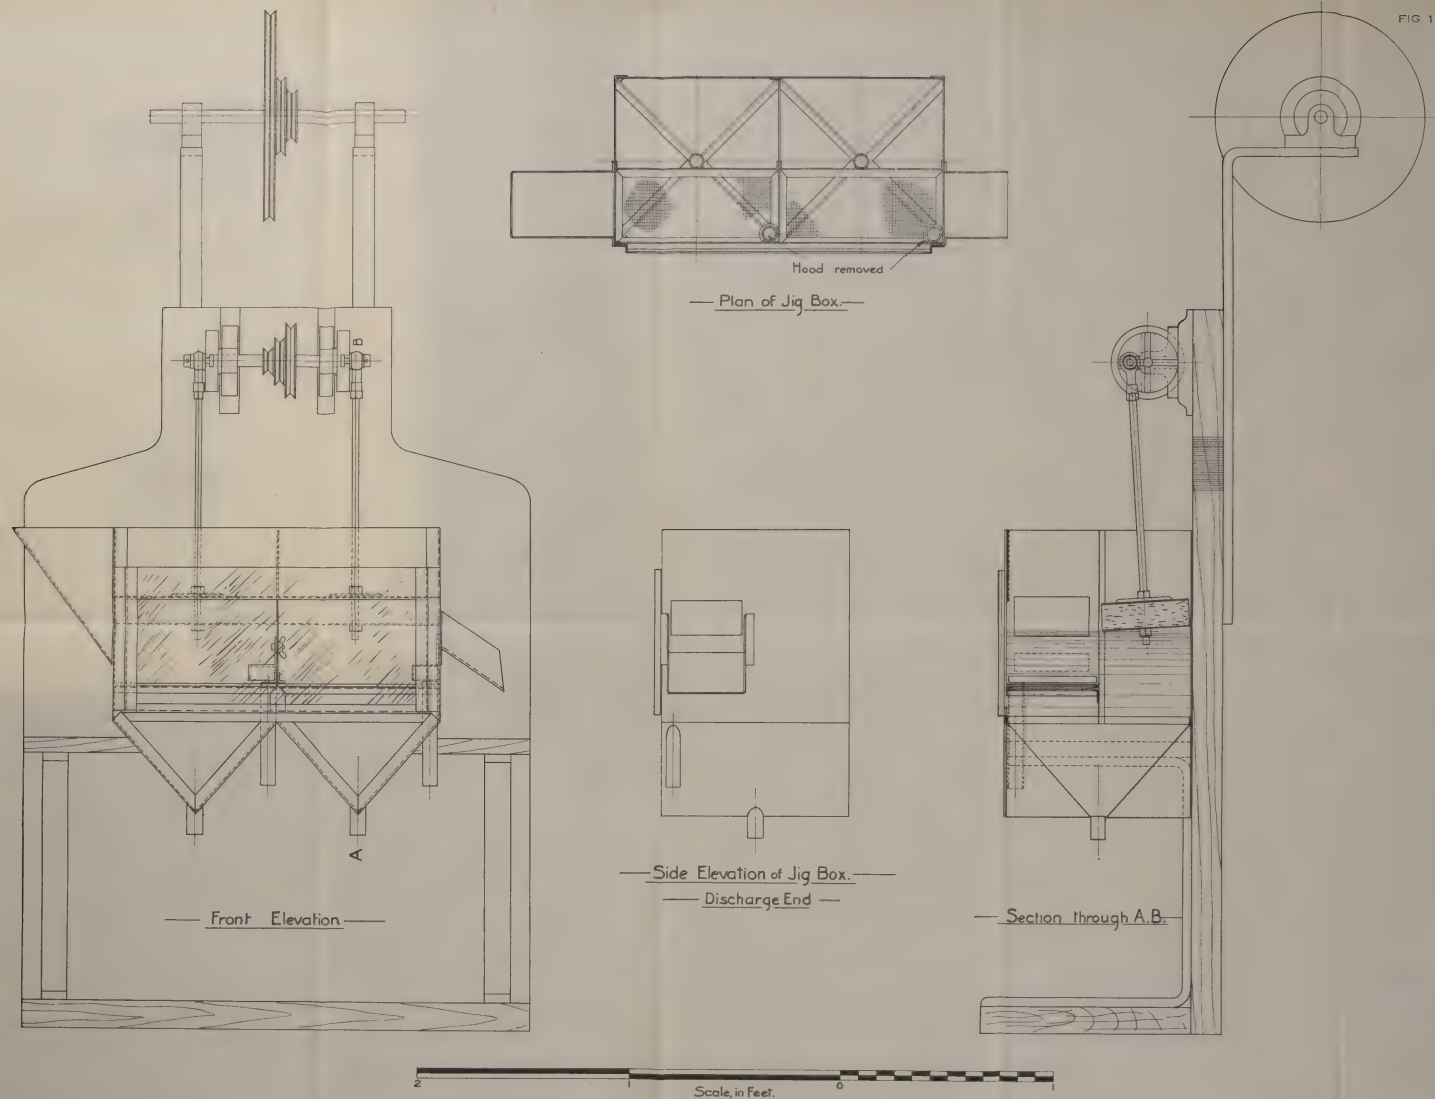 FIG 1
Hood removed
Plan of Jig Box.
B
A
Side Elevation of Jig Box.
Discharge End
Front Elevation
Section through A.B.
2 1 0 1
Scale, in Feet.